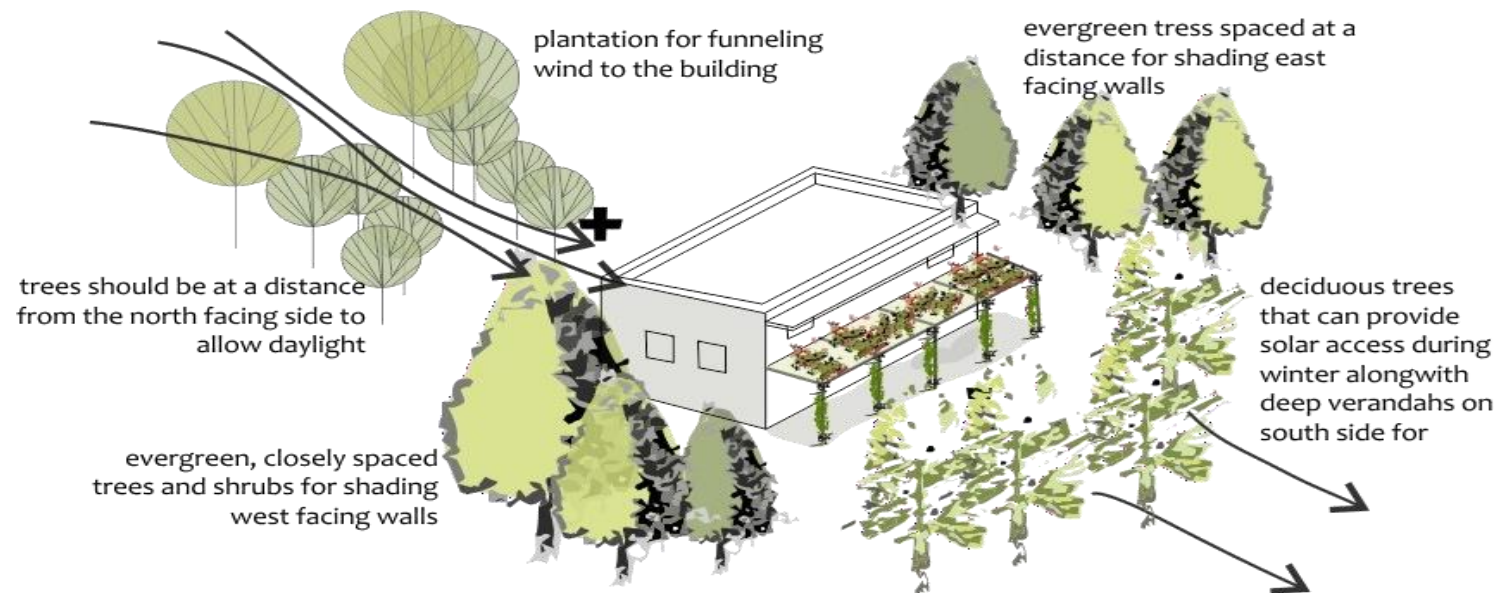 plantation for funneling
wind to the building
evergreen tress spaced at a
distance for shading east
facing walls
trees should be at a distance
from the north facing side to
allow daylight
deciduous trees
that can provide
solar access during
winter alongwith
deep verandahs on
south side for
evergreen, closely spaced
trees and shrubs for shading
west facing walls